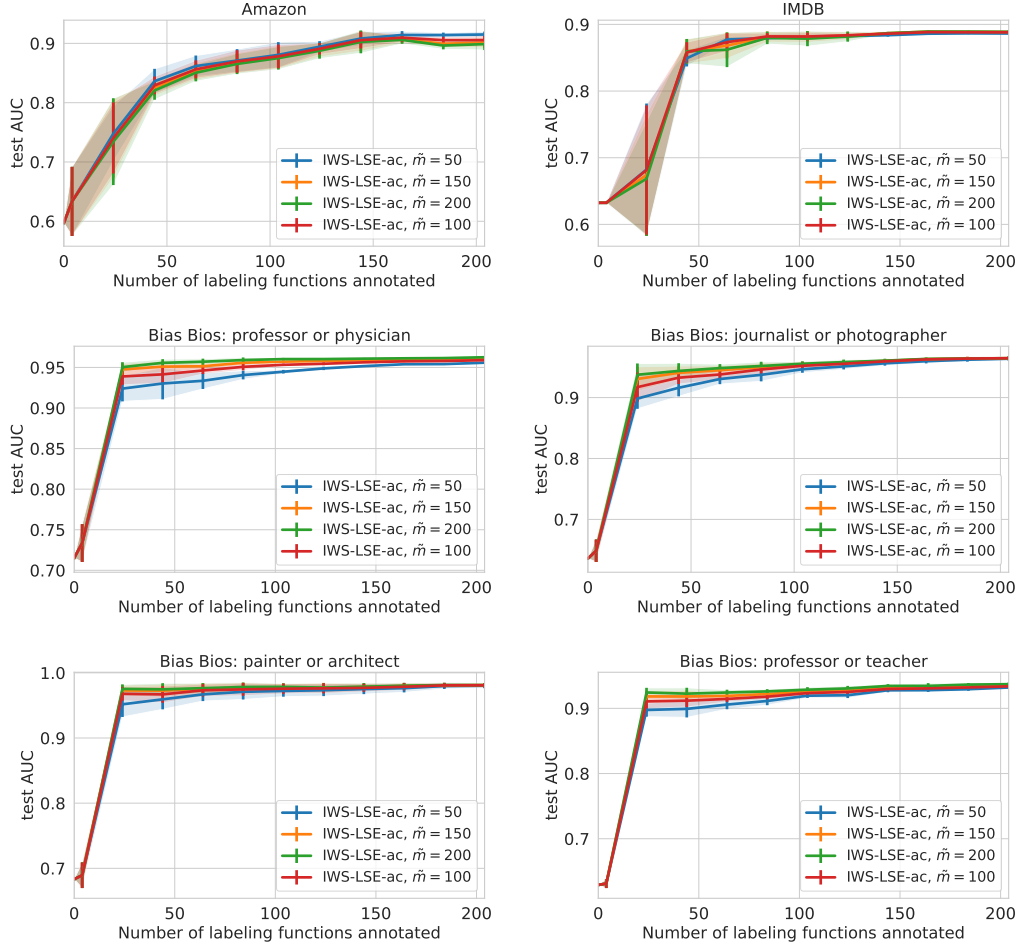 Amazon
test AUC
0.9
0.8
0.7
0.6
IWS-LSE-ac, m̃ = 50
IWS-LSE-ac, m̃ = 150
IWS-LSE-ac, m̃ = 200
IWS-LSE-ac, m̃ = 100
0 50 100 150 200
Number of labeling functions annotated
IMDB
test AUC
0.9
0.8
0.7
0.6
IWS-LSE-ac, m̃ = 50
IWS-LSE-ac, m̃ = 150
IWS-LSE-ac, m̃ = 200
IWS-LSE-ac, m̃ = 100
0 50 100 150 200
Number of labeling functions annotated
Bias Bios: professor or physician
test AUC
0.95
0.90
0.85
0.80
0.75
0.70
IWS-LSE-ac, m̃ = 50
IWS-LSE-ac, m̃ = 150
IWS-LSE-ac, m̃ = 200
IWS-LSE-ac, m̃ = 100
0 50 100 150 200
Number of labeling functions annotated
Bias Bios: journalist or photographer
test AUC
0.9
0.8
0.7
IWS-LSE-ac, m̃ = 50
IWS-LSE-ac, m̃ = 150
IWS-LSE-ac, m̃ = 200
IWS-LSE-ac, m̃ = 100
0 50 100 150 200
Number of labeling functions annotated
Bias Bios: painter or architect
test AUC
1.0
0.9
0.8
0.7
IWS-LSE-ac, m̃ = 50
IWS-LSE-ac, m̃ = 150
IWS-LSE-ac, m̃ = 200
IWS-LSE-ac, m̃ = 100
0 50 100 150 200
Number of labeling functions annotated
Bias Bios: professor or teacher
test AUC
0.9
0.8
0.7
IWS-LSE-ac, m̃ = 50
IWS-LSE-ac, m̃ = 150
IWS-LSE-ac, m̃ = 200
IWS-LSE-ac, m̃ = 100
0 50 100 150 200
Number of labeling functions annotated